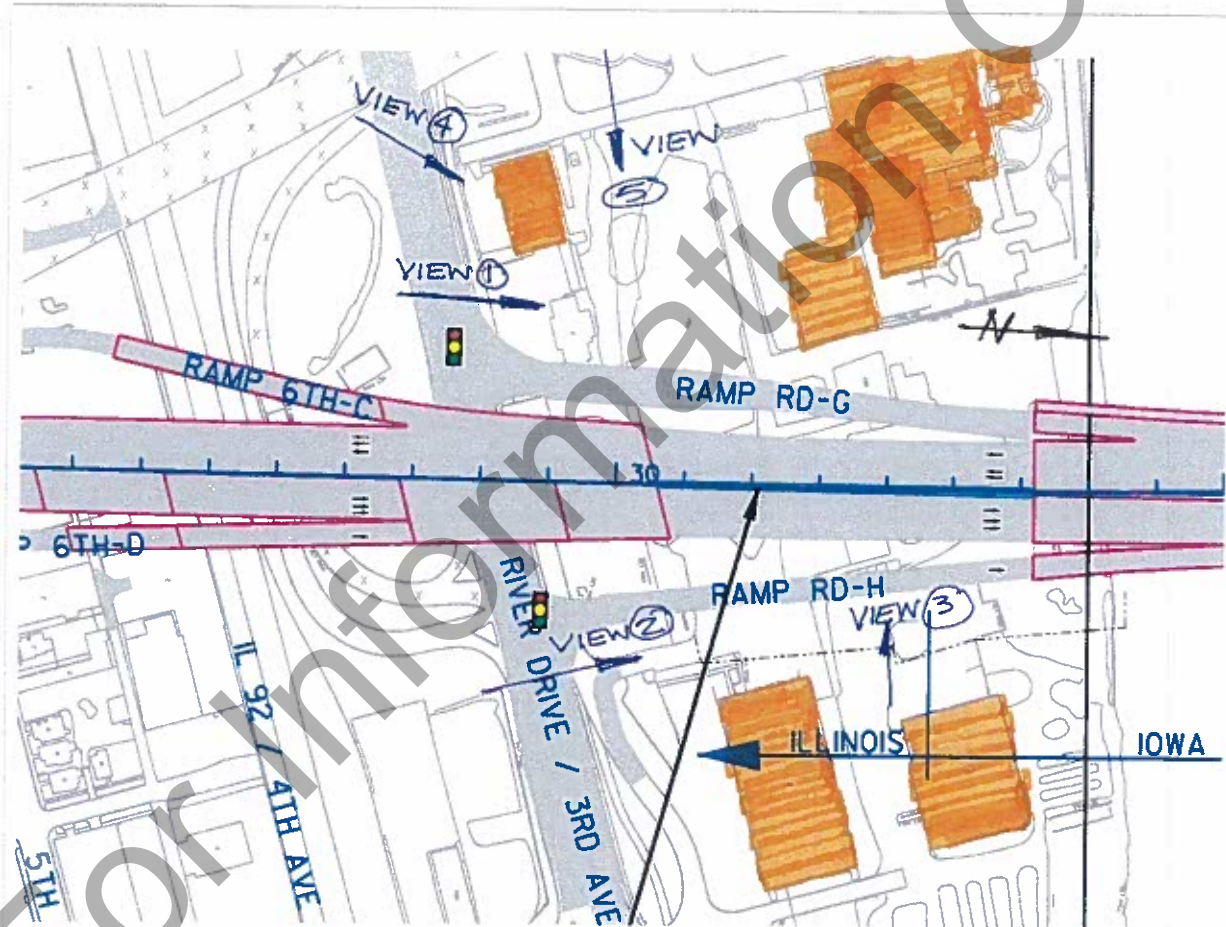 For Information O
VIEW 4
VIEW
5
VIEW 1
N
RAMP 6TH-C
RAMP RD-G
30
6TH-D
RIVER DRIVE / 3RD AVE
RAMP RD-H
VIEW 2
VIEW 3
IL 92 / 4TH AVE
ILLINOIS
IOWA
5TH